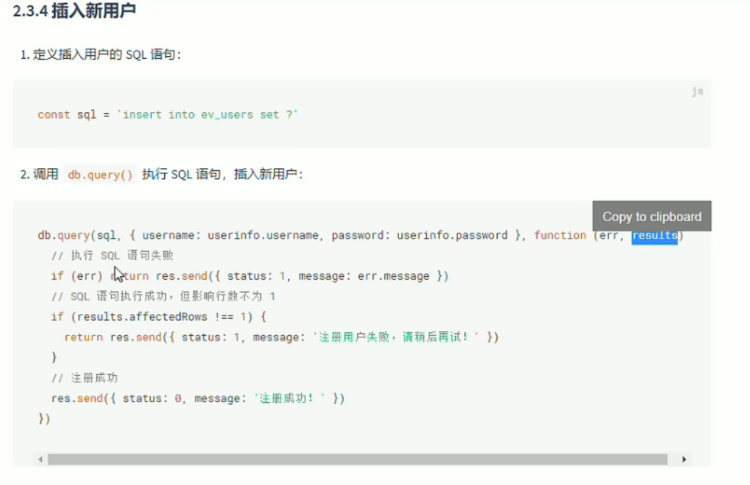 2.3.4 插入新用户
1. 定义插入用户的 SQL 语句：
js
const sql = `insert into ev_users set ?`
2. 调用 db.query() 执行 SQL 语句，插入新用户：
Copy to clipboard
db.query(sql, { username: userinfo.username, password: userinfo.password }, function (err, results)
// 执行 SQL 语句失败
if (err) return res.send({ status: 1, message: err.message })
// SQL 语句执行成功，但影响行数不为 1
if (results.affectedRows !== 1) {
return res.send({ status: 1, message: '注册用户失败，请稍后再试！' })
}
// 注册成功
res.send({ status: 0, message: '注册成功！' })
})